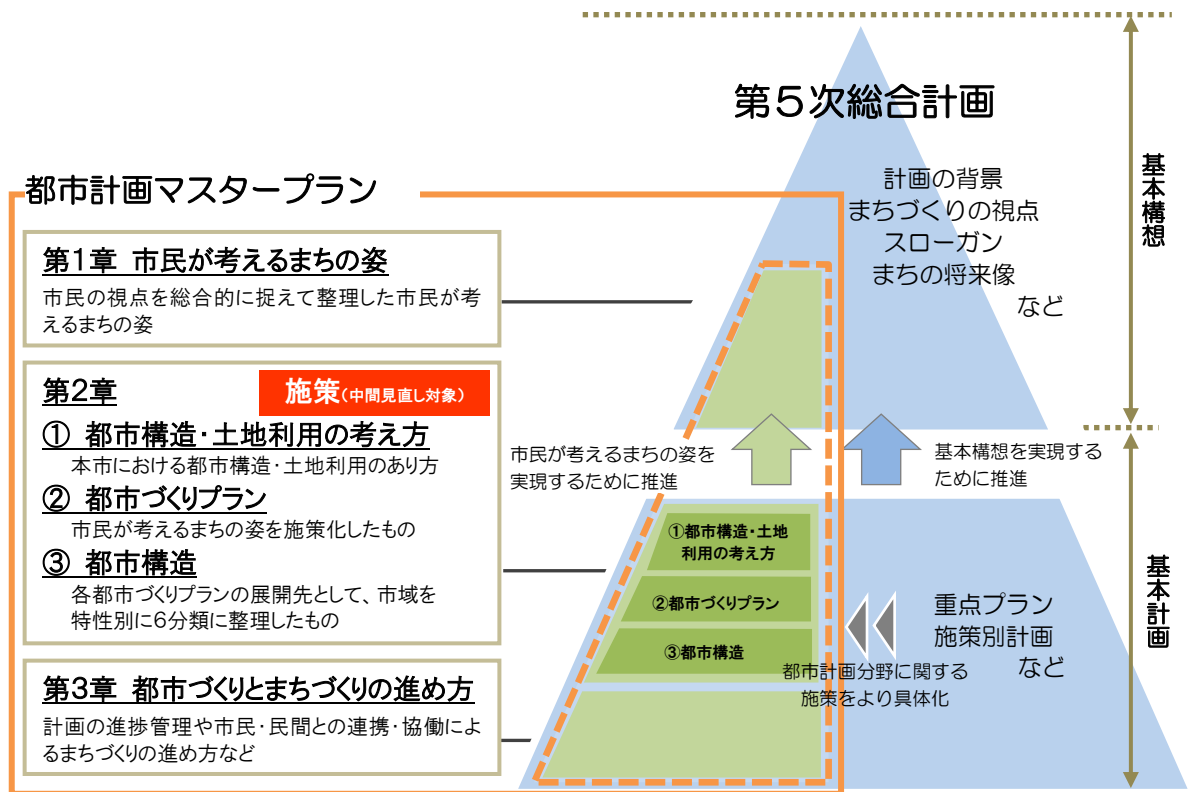 第５次総合計画
計画の背景
まちづくりの視点
スローガン
まちの将来像
など
基本構想
都市計画マスタープラン
第１章 市民が考えるまちの姿
市民の視点を総合的に捉えて整理した市民が考
えるまちの姿
第２章
施策(中間見直し対象)
① 都市構造・土地利用の考え方
本市における都市構造・土地利用のあり方
② 都市づくりプラン
市民が考えるまちの姿を施策化したもの
③ 都市構造
各都市づくりプランの展開先として、市域を
特性別に６分類に整理したもの
第３章 都市づくりとまちづくりの進め方
計画の進捗管理や市民・民間との連携・協働によ
るまちづくりの進め方など
市民が考えるまちの姿を
実現するために推進
基本構想を実現する
ために推進
①都市構造・土地
利用の考え方
②都市づくりプラン
③都市構造
重点プラン
施策別計画
など
都市計画分野に関する
施策をより具体化
基本計画